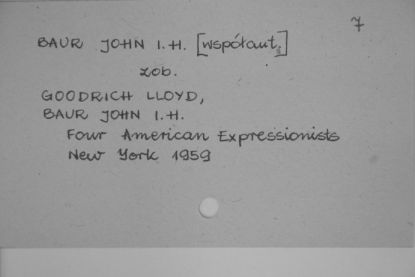 7
BAUR JOHN I.H. [współaut.]
zob.
GOODRICH LLOYD,
BAUR JOHN I.H.
Four American Expressionists
New York 1959